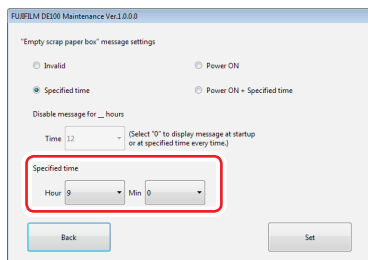 FUJIFILM DE100 Maintenance Ver.1.0.0.0
"Empty scrap paper box" message settings
Invalid Power ON
Specified time Power ON + Specified time
Disable message for __ hours
Time 12 (Select "0" to display message at startup
or at specified time every time.)
Specified time
Hour 9 Min 0
Back Set